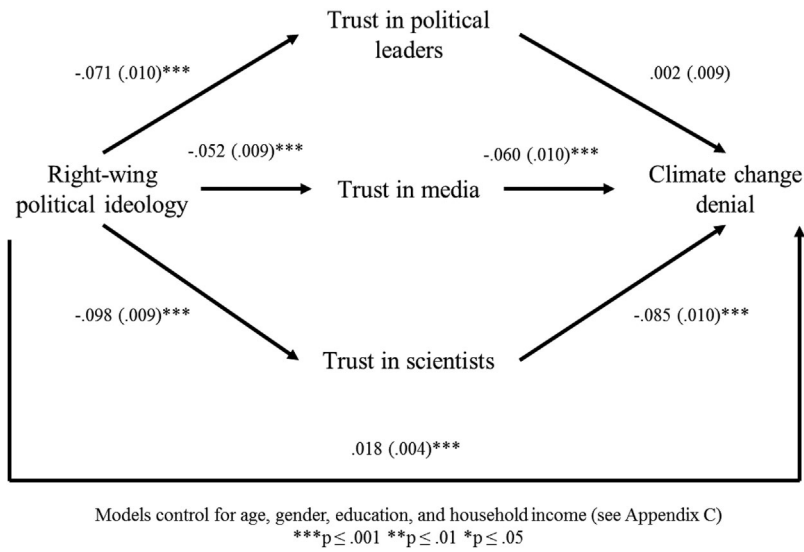 Trust in political
leaders
-.071 (.010)***
.002 (.009)
-.052 (.009)***
-.060 (.010)***
Right-wing
political ideology
Trust in media
Climate change
denial
-.098 (.009)***
-.085 (.010)***
Trust in scientists
.018 (.004)***
Models control for age, gender, education, and household income (see Appendix C)
***p ≤ .001 **p ≤ .01 *p ≤ .05